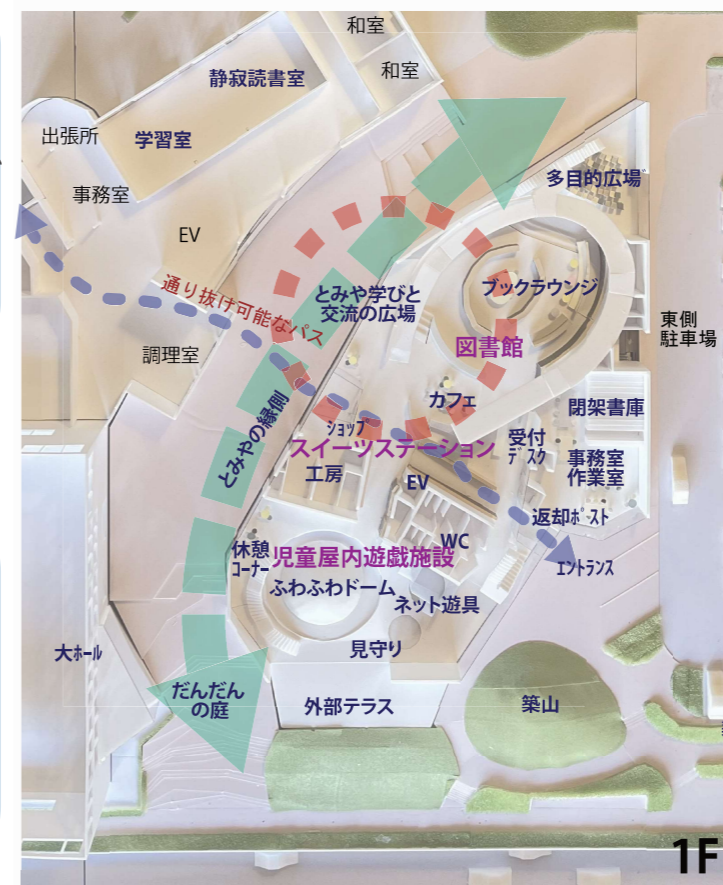 和室
和室
静寂読書室
出張所
学習室
多目的広場
事務室
EV
通り抜け可能なパス
とみや学びと
交流の広場
ブックラウンジ
東側
駐車場
図書館
調理室
カフェ
閉架書庫
とみやの縁側
ショップ
スイーツステーション
受付
デスク
工房
EV
事務室
作業室
返却ポスト
WC
休憩
コーナー
児童屋内遊戯施設
エントランス
ふわふわドーム
ネット遊具
見守り
大ホール
だんだん
の庭
外部テラス
築山
1F